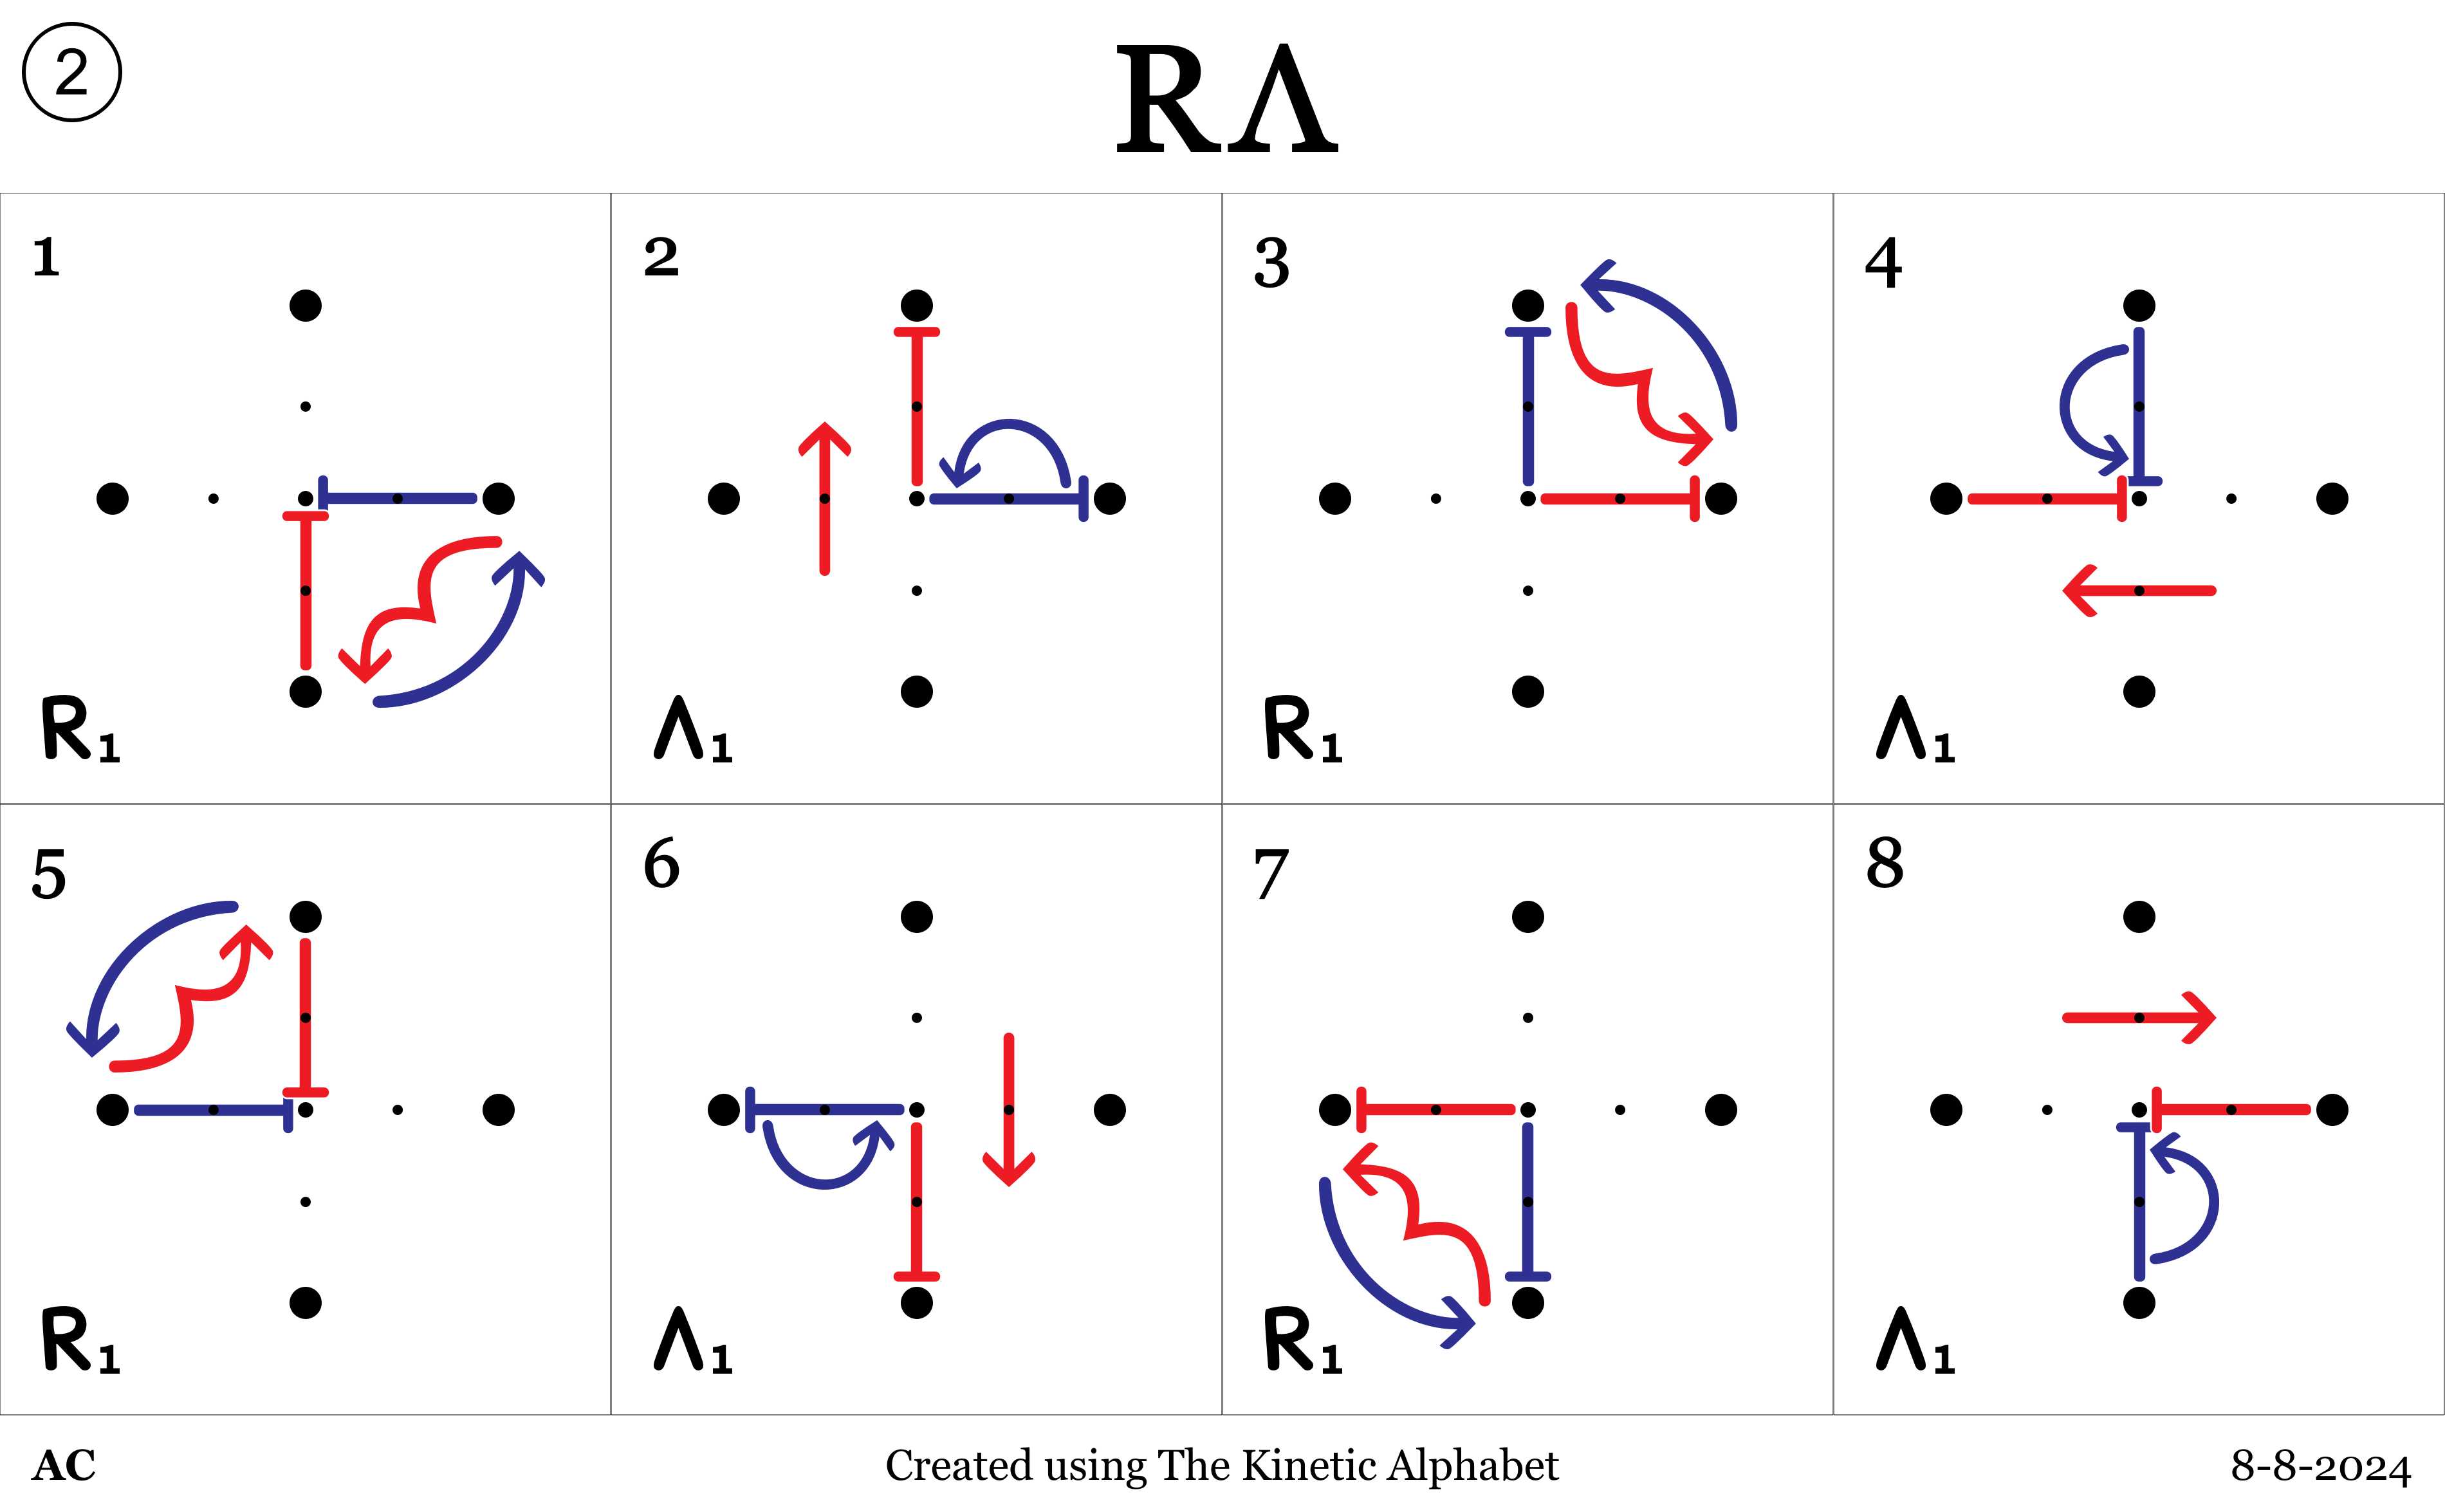 2
RΛ
1
2
3
4
R1
Λ1
R1
Λ1
5
6
7
8
R1
Λ1
R1
Λ1
AC
Created using The Kinetic Alphabet
8-8-2024